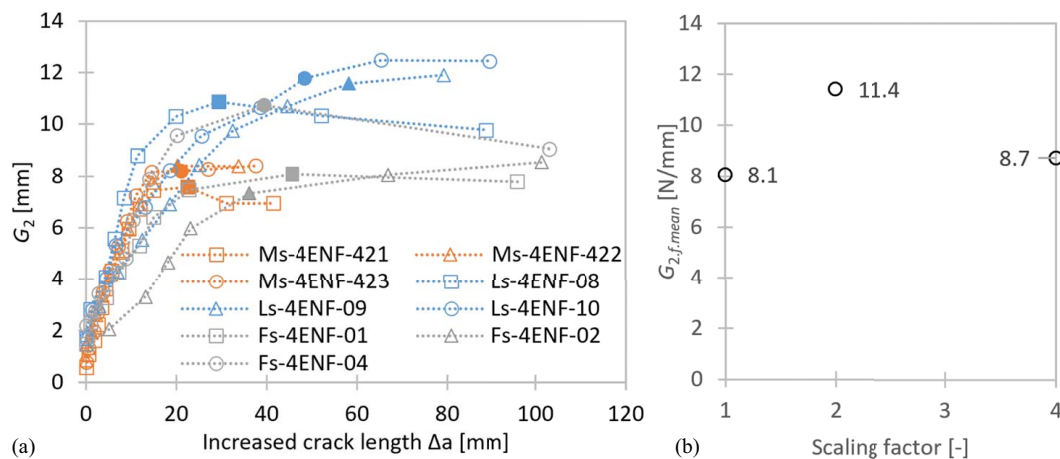 14
12
10
8
6
4
2
0
G2 [mm]
0 20 40 60 80 100 120
Increased crack length Δa [mm]
Ms-4ENF-421 Ms-4ENF-422
Ms-4ENF-423 Ls-4ENF-08
Ls-4ENF-09 Ls-4ENF-10
Fs-4ENF-01 Fs-4ENF-02
Fs-4ENF-04
(a)
14
12
10
8
6
4
2
0
G2.f.mean [N/mm]
11.4
8.1
8.7
1 2 3 4
Scaling factor [-]
(b)